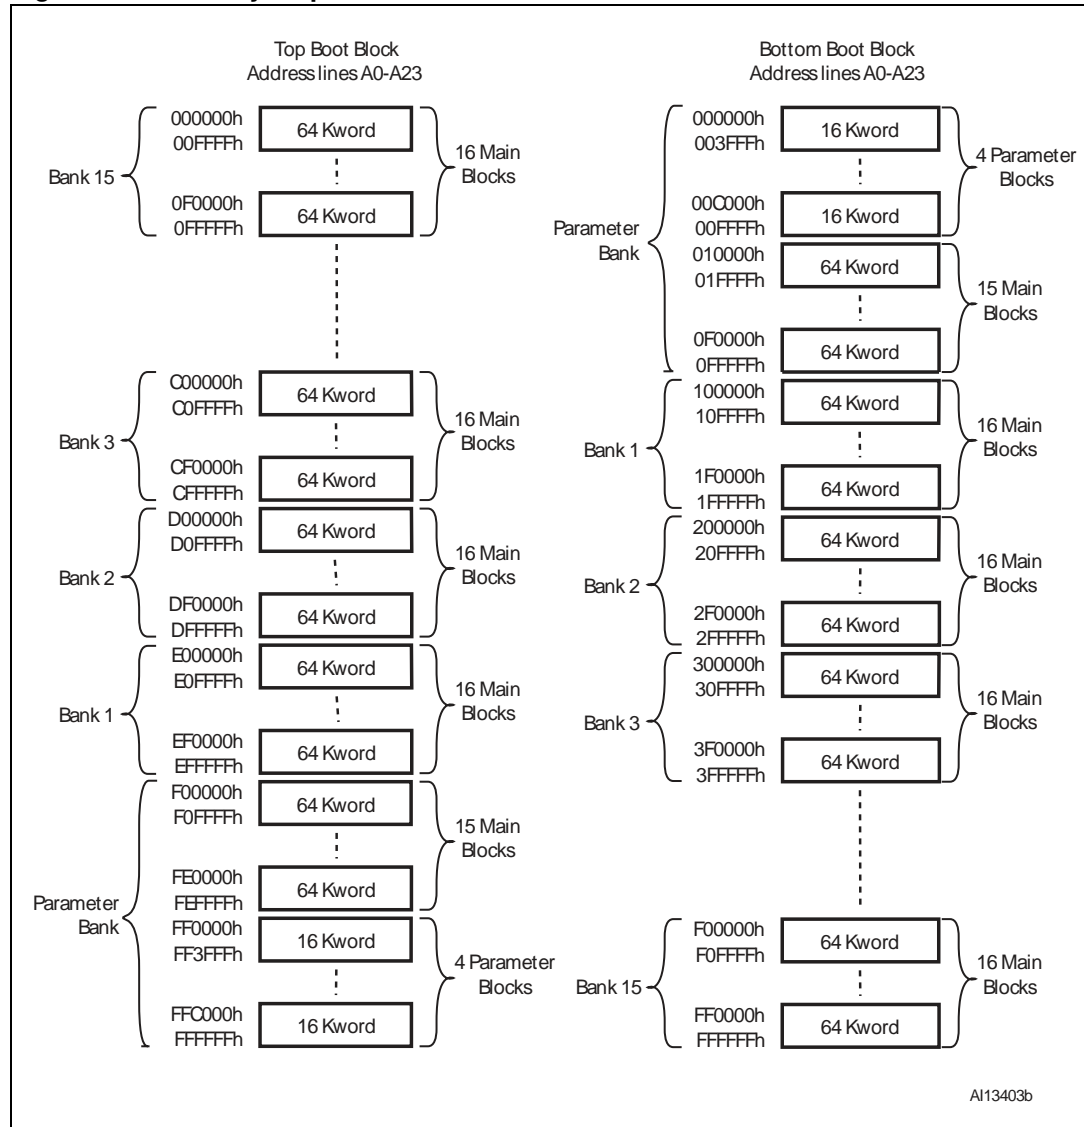 Top Boot Block
Address lines A0-A23
Bank 15
000000h
00FFFFh
64 Kword
0F0000h
0FFFFFh
64 Kword
16 Main
Blocks
Bank 3
C00000h
C0FFFFh
64 Kword
CF0000h
CFFFFFh
64 Kword
16 Main
Blocks
Bank 2
D00000h
D0FFFFh
64 Kword
DF0000h
DFFFFFh
64 Kword
16 Main
Blocks
Bank 1
E00000h
E0FFFFh
64 Kword
EF0000h
EFFFFFh
64 Kword
16 Main
Blocks
Parameter
Bank
F00000h
F0FFFFh
64 Kword
FE0000h
FEFFFFh
64 Kword
15 Main
Blocks
FF0000h
FF3FFFh
16 Kword
FFC000h
FFFFFFh
16 Kword
4 Parameter
Blocks
Bottom Boot Block
Address lines A0-A23
Parameter
Bank
000000h
003FFFh
16 Kword
00C000h
00FFFFh
16 Kword
4 Parameter
Blocks
010000h
01FFFFh
64 Kword
0F0000h
0FFFFFh
64 Kword
15 Main
Blocks
Bank 1
100000h
10FFFFh
64 Kword
1F0000h
1FFFFFh
64 Kword
16 Main
Blocks
Bank 2
200000h
20FFFFh
64 Kword
2F0000h
2FFFFFh
64 Kword
16 Main
Blocks
Bank 3
300000h
30FFFFh
64 Kword
3F0000h
3FFFFFh
64 Kword
16 Main
Blocks
Bank 15
F00000h
F0FFFFh
64 Kword
FF0000h
FFFFFFh
64 Kword
16 Main
Blocks
AI13403b